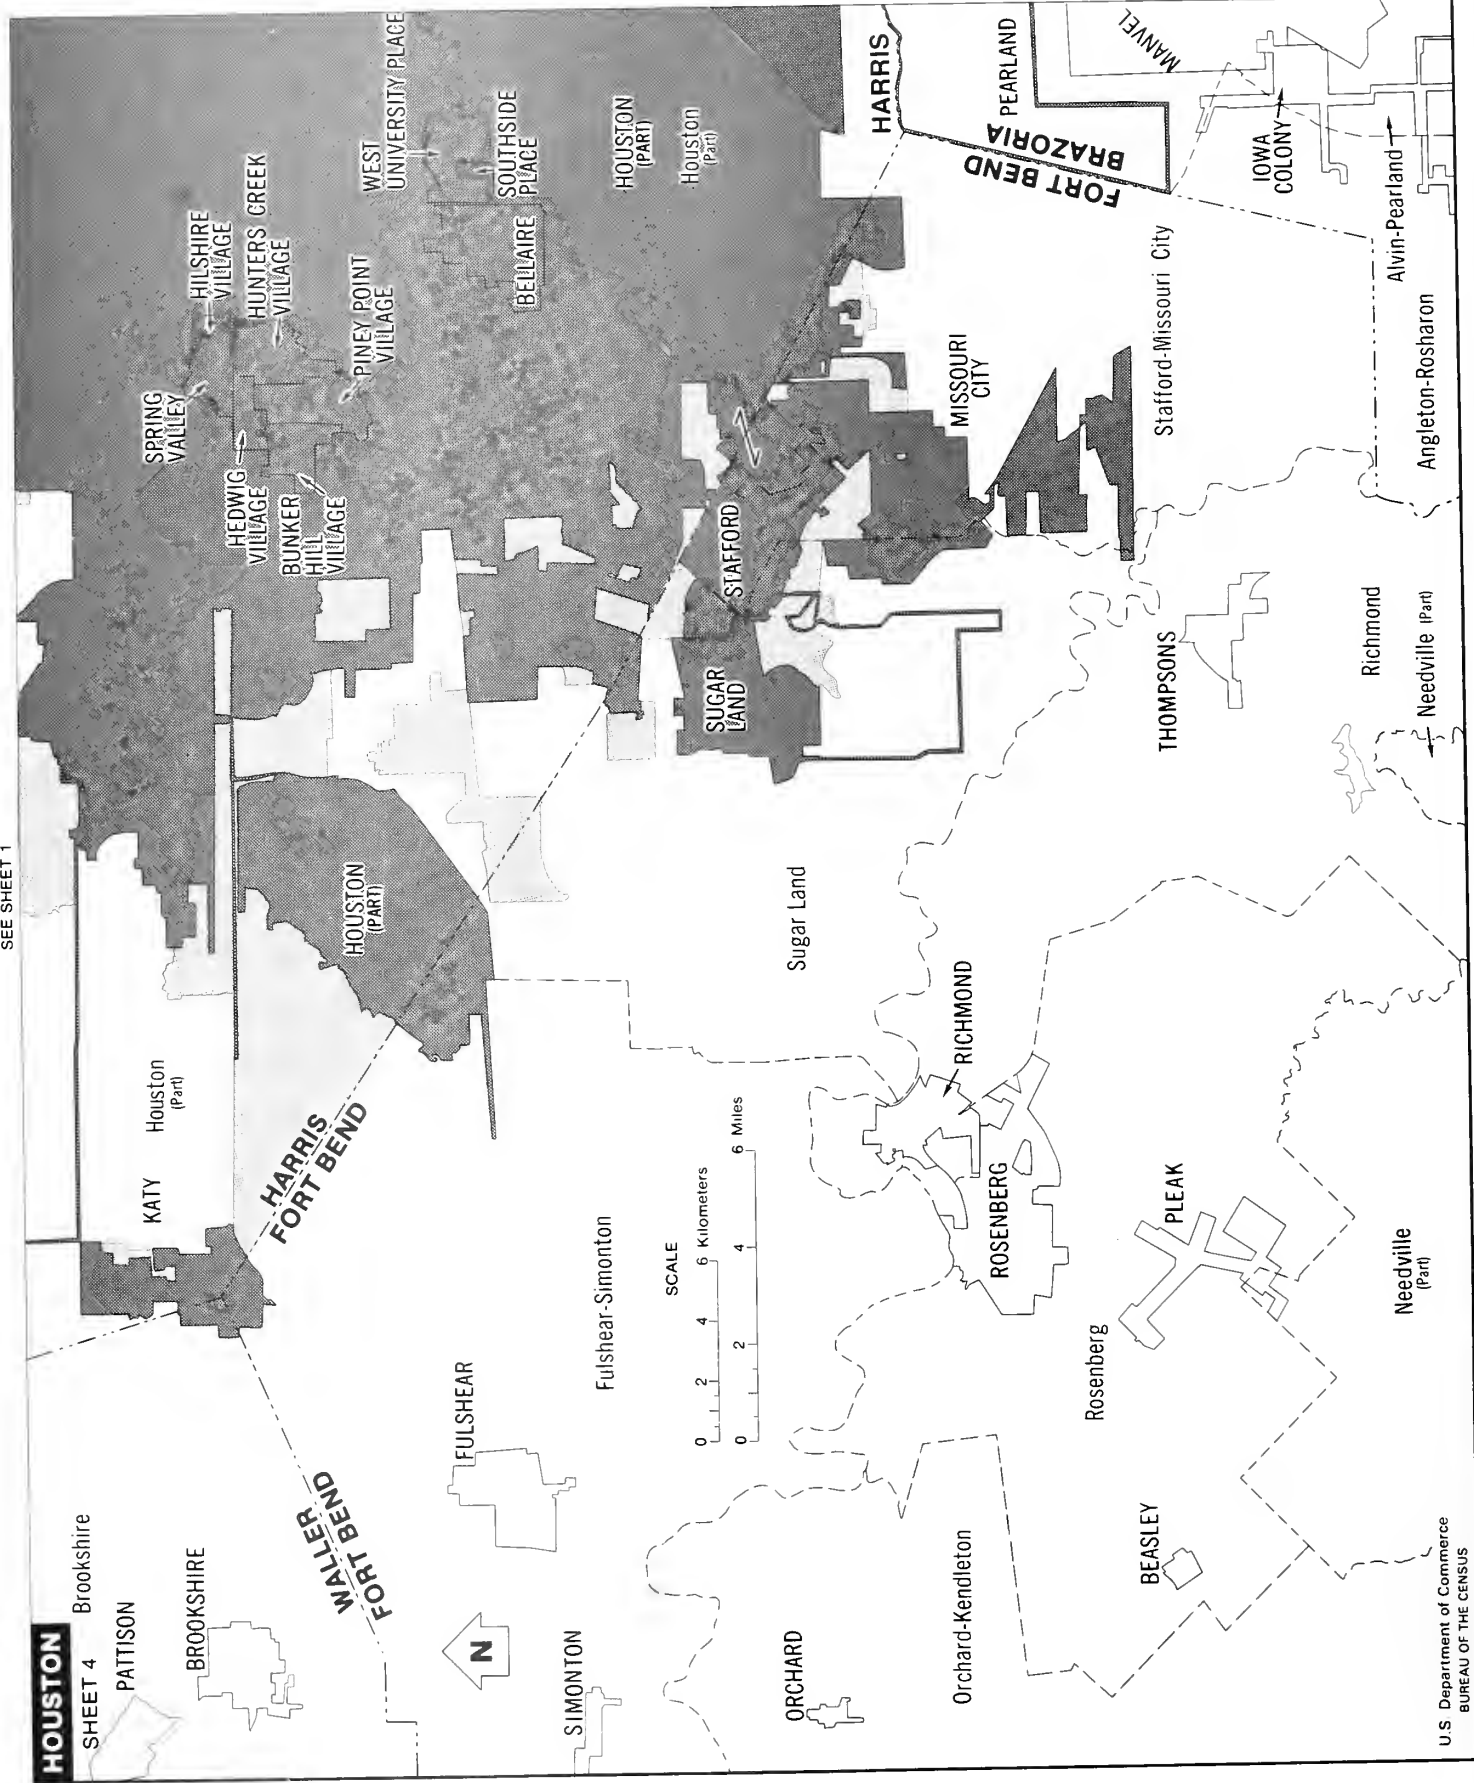 SEE SHEET 1
HOUSTON
SHEET 4
Brookshire
PATTISON
BROOKSHIRE
WALLER
FORT BEND
N
SIMONTON
FULSHEAR
Fulshear-Simonton
ORCHARD
Orchard-Kendleton
BEASLEY
KATY
Houston
(Part)
HARRIS
FORT BEND
HOUSTON
(PART)
SCALE
0 2 4 6 Kilometers
0 2 4 6 Miles
Sugar Land
RICHMOND
ROSENBERG
Rosenberg
PLEAK
Needville
(Part)
SPRING
VALLEY
HILSHIRE
VILLAGE
HUNTERS CREEK
VILLAGE
HEDWIG
VILLAGE
BUNKER
HILL
VILLAGE
PINEY POINT
VILLAGE
WEST
UNIVERSITY PLACE
SOUTHSIDE
PLACE
BELLAIRE
HOUSTON
(PART)
Houston
(Part)
STAFFORD
SUGAR
LAND
MISSOURI
CITY
Stafford-Missouri City
THOMPSONS
Richmond
Needville (Part)
HARRIS
FORT BEND
BRAZORIA
PEARLAND
MANVEL
IOWA
COLONY
Alvin-Pearland
Angleton-Rosharon
U.S. Department of Commerce
BUREAU OF THE CENSUS